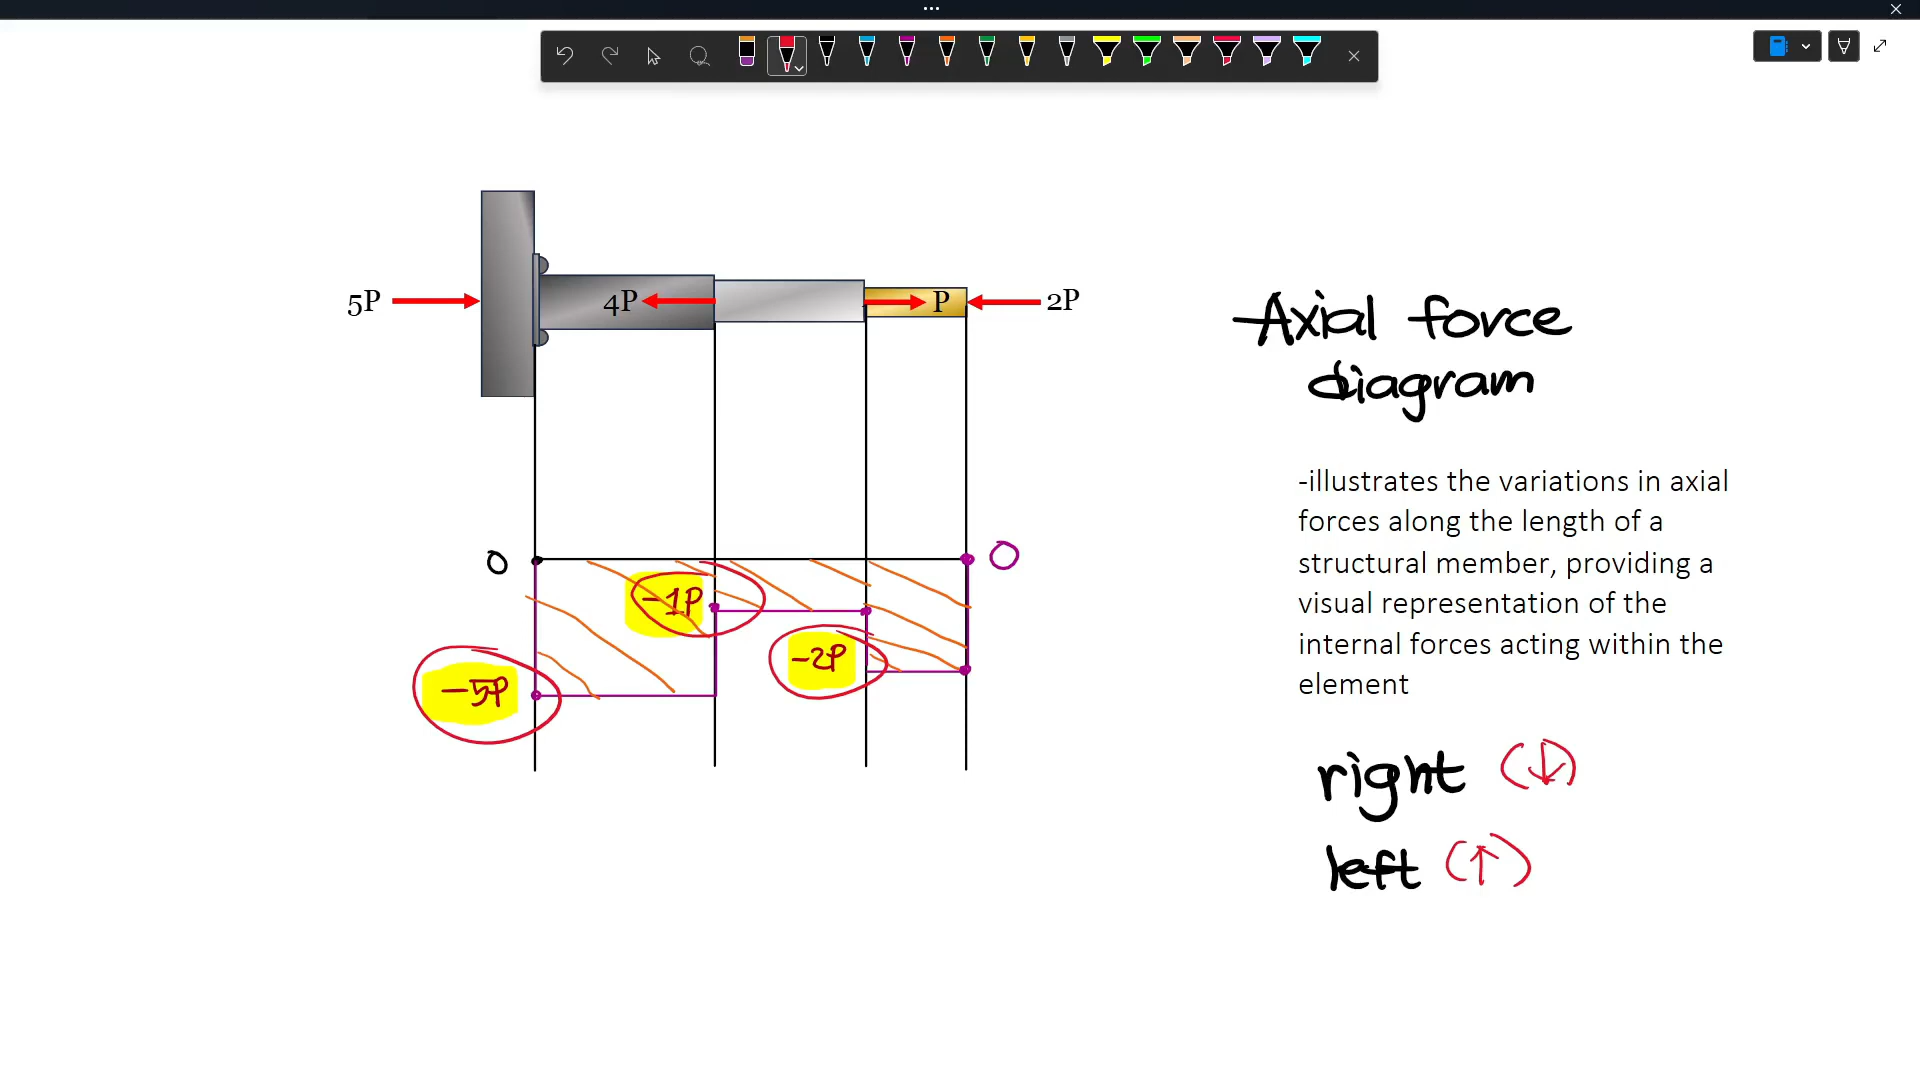 5P
4P
P
2P
Axial force
diagram
-illustrates the variations in axial
forces along the length of a
structural member, providing a
visual representation of the
internal forces acting within the
element
0
0
-1P
-2P
-5P
right (↓)
left (↑)